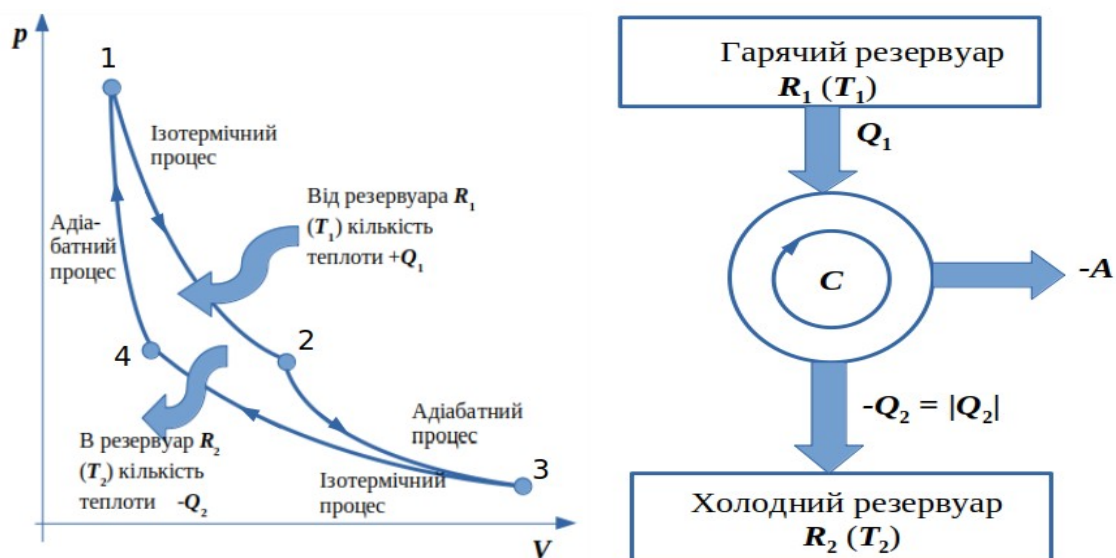 p
1
Ізотермічний
процес
Від резервуара R₁
(T₁) кількість
теплоти +Q₁
Адіа-
батний
процес
4
2
В резервуар R₂
(T₂) кількість
теплоти -Q₂
Адіабатний
процес
Ізотермічний
процес
3
V
Гарячий резервуар
R₁ (T₁)
Q₁
C
-A
-Q₂ = |Q₂|
Холодний резервуар
R₂ (T₂)